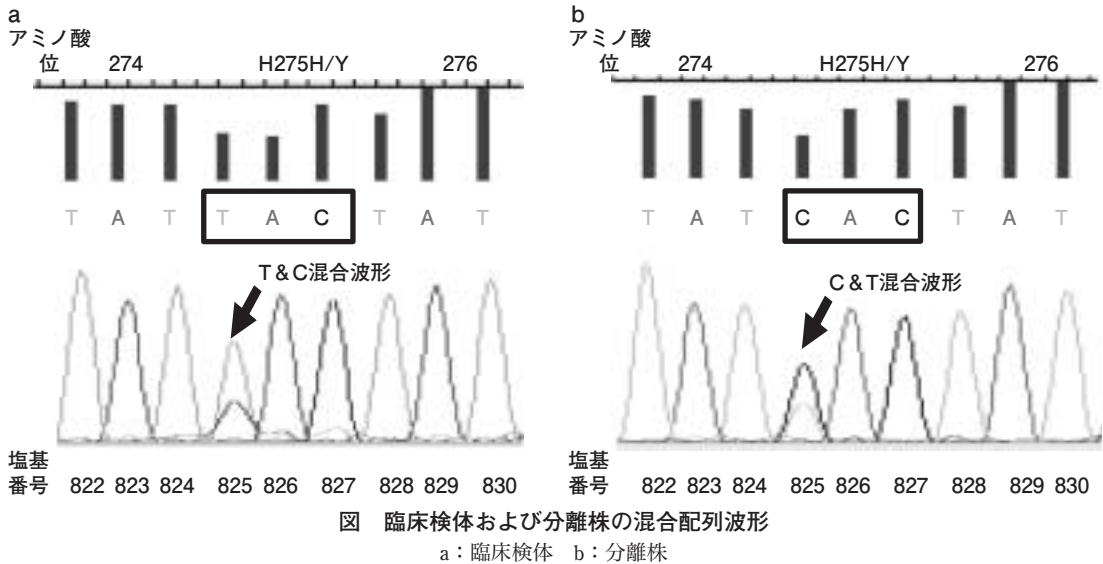 a
アミノ酸
位 274 H275H/Y 276
T A T T A C T A T
T&C混合波形
塩基
番号 822 823 824 825 826 827 828 829 830
b
アミノ酸
位 274 H275H/Y 276
T A T C A C T A T
C&T混合波形
塩基
番号 822 823 824 825 826 827 828 829 830
図 臨床検体および分離株の混合配列波形
a：臨床検体 b：分離株